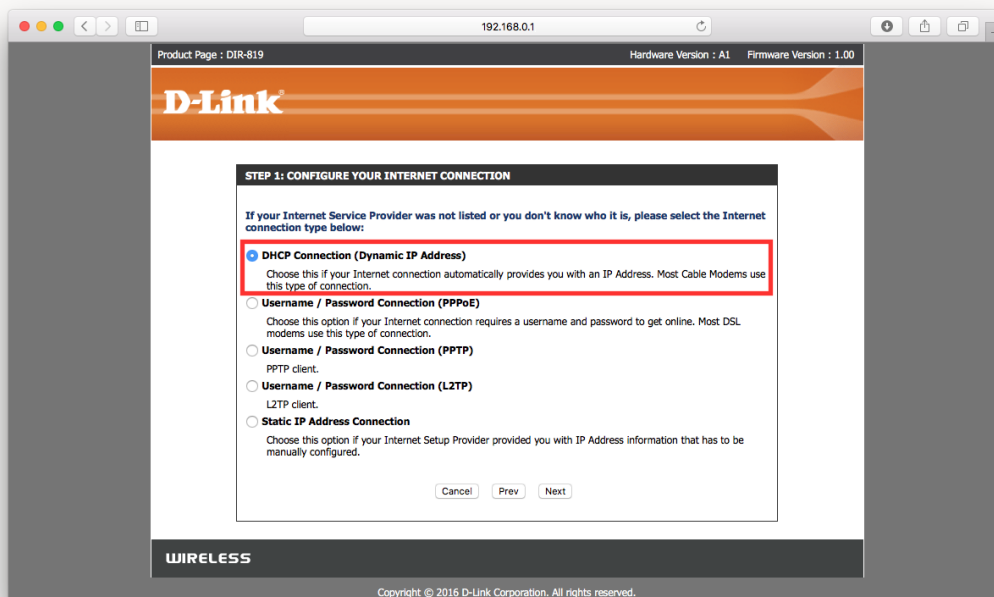 192.168.0.1
Product Page : DIR-819 Hardware Version : A1 Firmware Version : 1.00
D-Link®
STEP 1: CONFIGURE YOUR INTERNET CONNECTION
If your Internet Service Provider was not listed or you don't know who it is, please select the Internet
connection type below:
DHCP Connection (Dynamic IP Address)
Choose this if your Internet connection automatically provides you with an IP Address. Most Cable Modems use
this type of connection.
Username / Password Connection (PPPoE)
Choose this option if your Internet connection requires a username and password to get online. Most DSL
modems use this type of connection.
Username / Password Connection (PPTP)
PPTP client.
Username / Password Connection (L2TP)
L2TP client.
Static IP Address Connection
Choose this option if your Internet Setup Provider provided you with IP Address information that has to be
manually configured.
Cancel Prev Next
WIRELESS
Copyright © 2016 D-Link Corporation. All rights reserved.